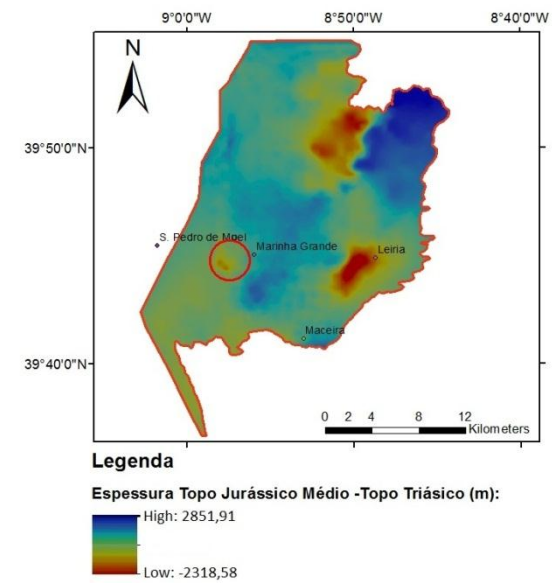 9°0'0"W 8°50'0"W 8°40'0"W
N
39°50'0"N
S. Pedro de Moel
Marinha Grande
Leiria
Maceira
39°40'0"N
0 2 4 8 12
Kilometers
Legenda
Espessura Topo Jurássico Médio -Topo Triásico (m):
High: 2851,91
Low: -2318,58